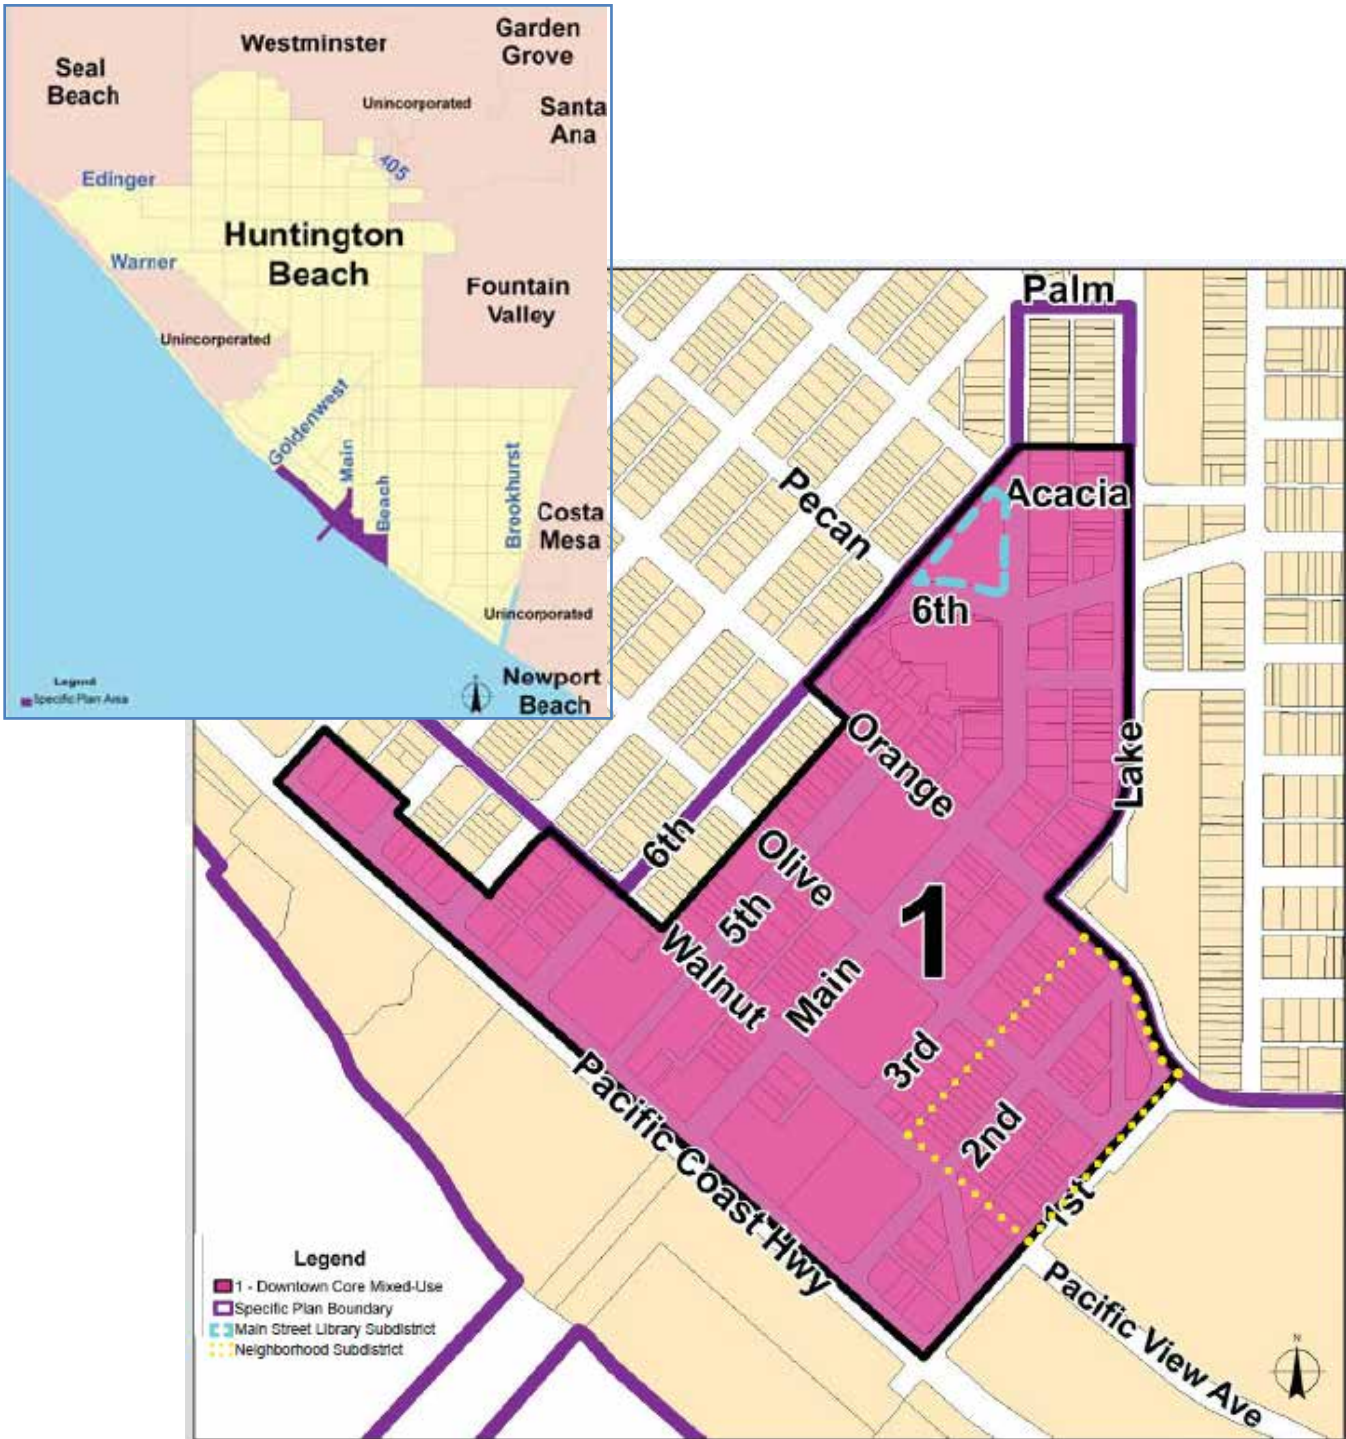 Westminster
Garden
Grove
Seal
Beach
Unincorporated
Santa
Ana
405
Edinger
Huntington
Beach
Warner
Fountain
Valley
Unincorporated
Goldenwest
Main
Beach
Brookhurst
Costa
Mesa
Unincorporated
Newport
Beach
Legend
Specific Plan Area
Palm
Pecan
Acacia
6th
Orange
Lake
6th
Olive
5th
1
Walnut
Main
3rd
2nd
Pacific Coast Hwy
1st
Pacific View Ave
Legend
1 - Downtown Core Mixed-Use
Specific Plan Boundary
Main Street Library Subdistrict
Neighborhood Subdistrict
N